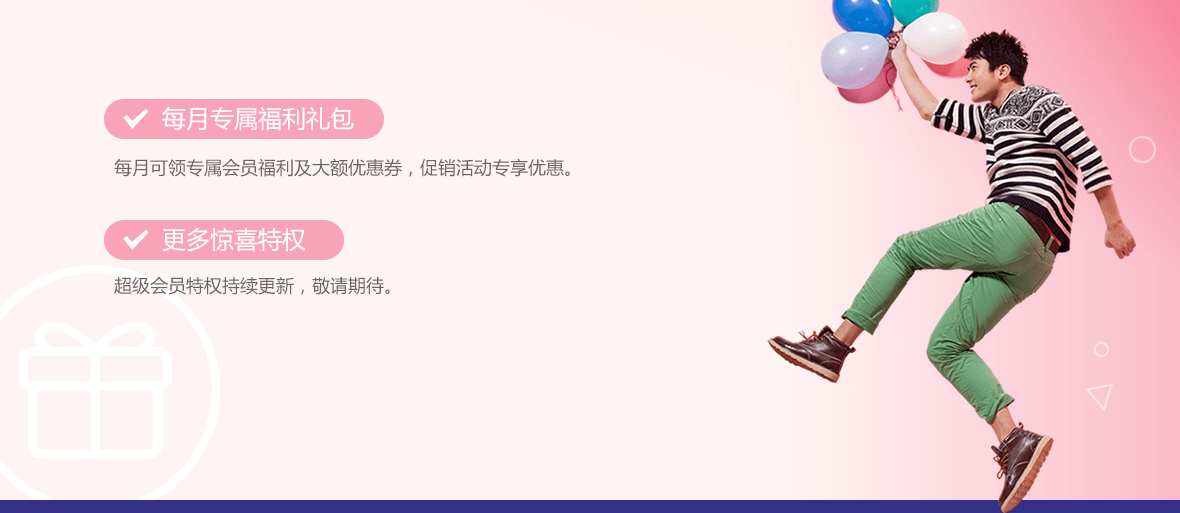 每月专属福利礼包
每月可领专属会员福利及大额优惠券，促销活动专享优惠。
更多惊喜特权
超级会员特权持续更新，敬请期待。